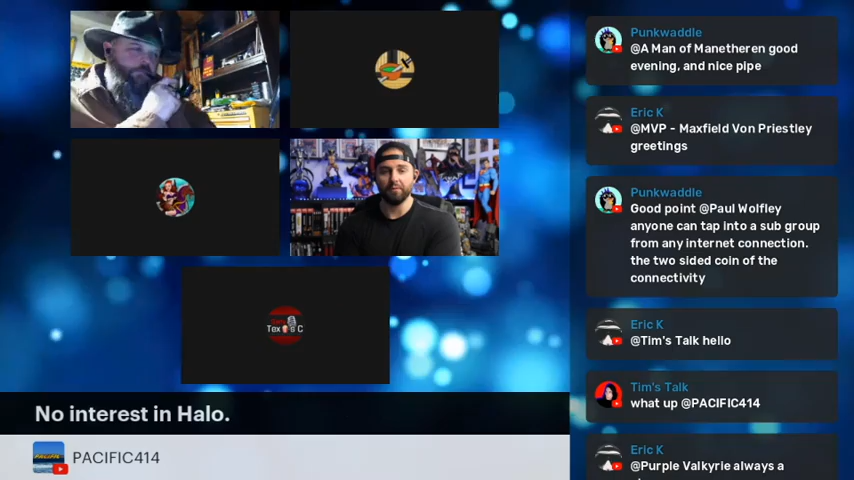 Punkwaddle
@A Man of Manetheren good
evening, and nice pipe
Eric K
@MVP - Maxfield Von Priestley
greetings
Punkwaddle
Good point @Paul Wolfley
anyone can tap into a sub group
from any internet connection.
the two sided coin of the
connectivity
Eric K
@Tim's Talk hello
Tim's Talk
what up @PACIFIC414
Eric K
@Purple Valkyrie always a
Tex s C
No interest in Halo.
PACIFIC414